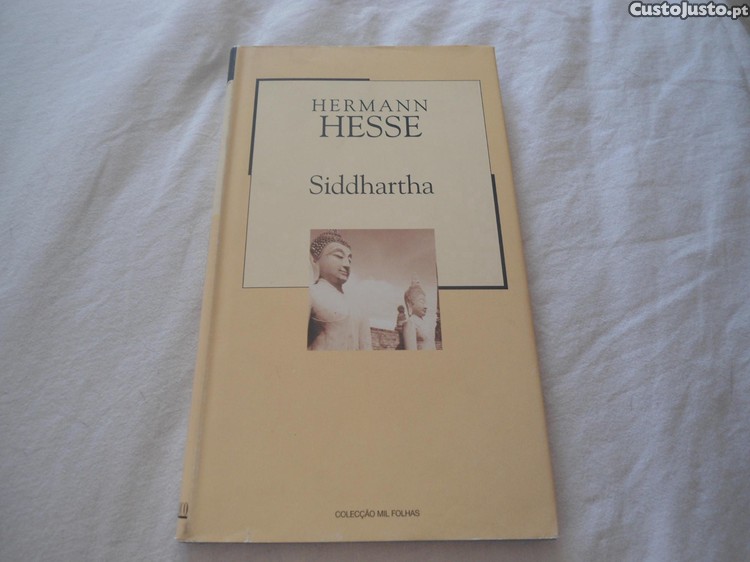 CustoJusto.pt
HERMANN
HESSE
Siddhartha
COLECÇÃO MIL FOLHAS